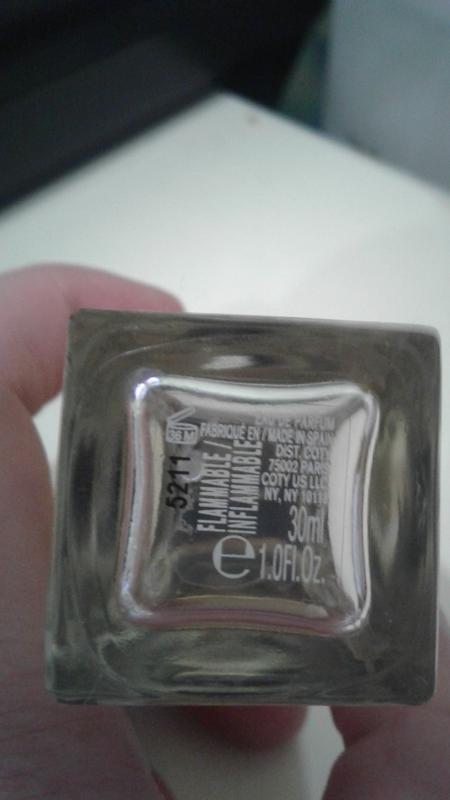 EAU DE PARFUM
FABRIQUÉ EN / MADE IN SPAIN
DIST. COTY
75002 PARIS
COTY US LLC
NY, NY 10118
30ml
e 1.0Fl.Oz.
FLAMMABLE /
INFLAMMABLE
36 M
5211